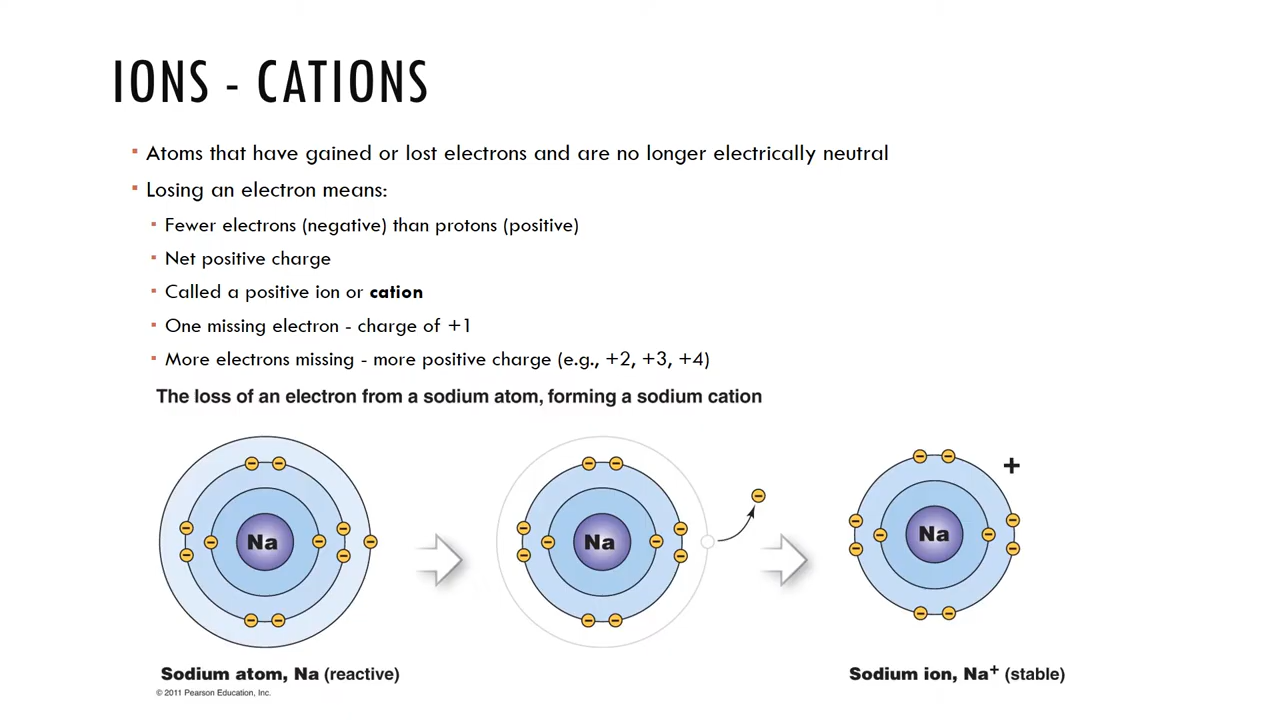 IONS - CATIONS
Atoms that have gained or lost electrons and are no longer electrically neutral
Losing an electron means:
Fewer electrons (negative) than protons (positive)
Net positive charge
Called a positive ion or cation
One missing electron - charge of +1
More electrons missing - more positive charge (e.g., +2, +3, +4)
The loss of an electron from a sodium atom, forming a sodium cation
+
Na
Na
Na
Sodium atom, Na (reactive)
Sodium ion, Na⁺ (stable)
© 2011 Pearson Education, Inc.